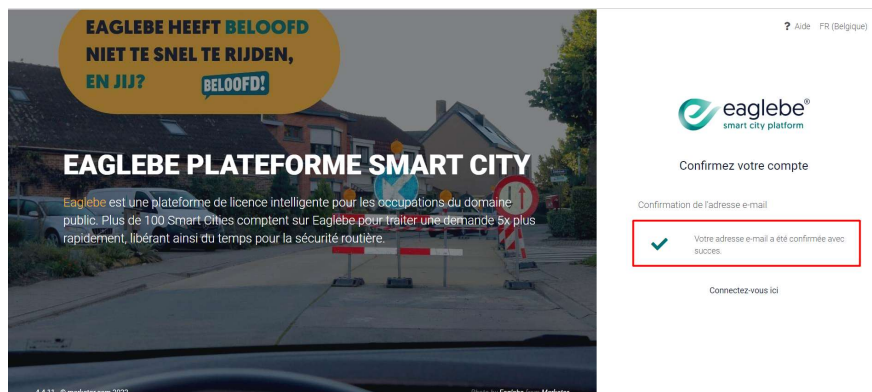 EAGLEBE HEEFT BELOOFD
NIET TE SNEL TE RIJDEN,
EN JIJ?
BELOOFD!
EAGLEBE PLATEFORME SMART CITY
Eaglebe est une plateforme de licence intelligente pour les occupations du domaine
public. Plus de 100 Smart Cities comptent sur Eaglebe pour traiter une demande 5x plus
rapidement, libérant ainsi du temps pour la sécurité routière.
? Aide FR (Belgique)
eaglebe®
smart city platform
Confirmez votre compte
Confirmation de l'adresse e-mail
Votre adresse e-mail a été confirmée avec
succes.
Connectez-vous ici